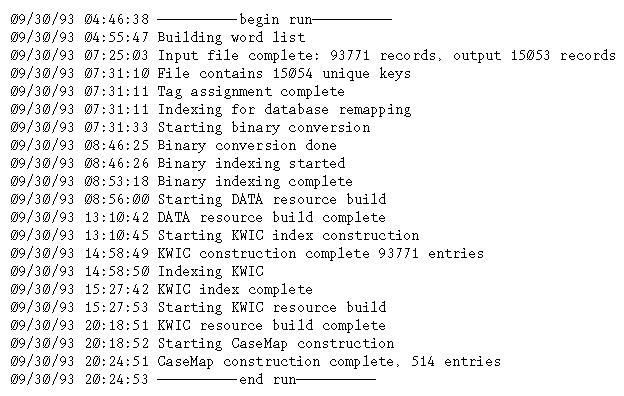 09/30/93 04:46:38 ——————begin run——————
09/30/93 04:55:47 Building word list
09/30/93 07:25:03 Input file complete: 93771 records, output 15053 records
09/30/93 07:31:10 File contains 15054 unique keys
09/30/93 07:31:11 Tag assignment complete
09/30/93 07:31:11 Indexing for database remapping
09/30/93 07:31:33 Starting binary conversion
09/30/93 08:46:25 Binary conversion done
09/30/93 08:46:26 Binary indexing started
09/30/93 08:53:18 Binary indexing complete
09/30/93 08:56:00 Starting DATA resource build
09/30/93 13:10:42 DATA resource build complete
09/30/93 13:10:45 Starting KWIC index construction
09/30/93 14:58:49 KWIC construction complete 93771 entries
09/30/93 14:58:50 Indexing KWIC
09/30/93 15:27:42 KWIC index complete
09/30/93 15:27:53 Starting KWIC resource build
09/30/93 20:18:51 KWIC resource build complete
09/30/93 20:18:52 Starting CaseMap construction
09/30/93 20:24:51 CaseMap construction complete, 514 entries
09/30/93 20:24:53 ——————end run——————